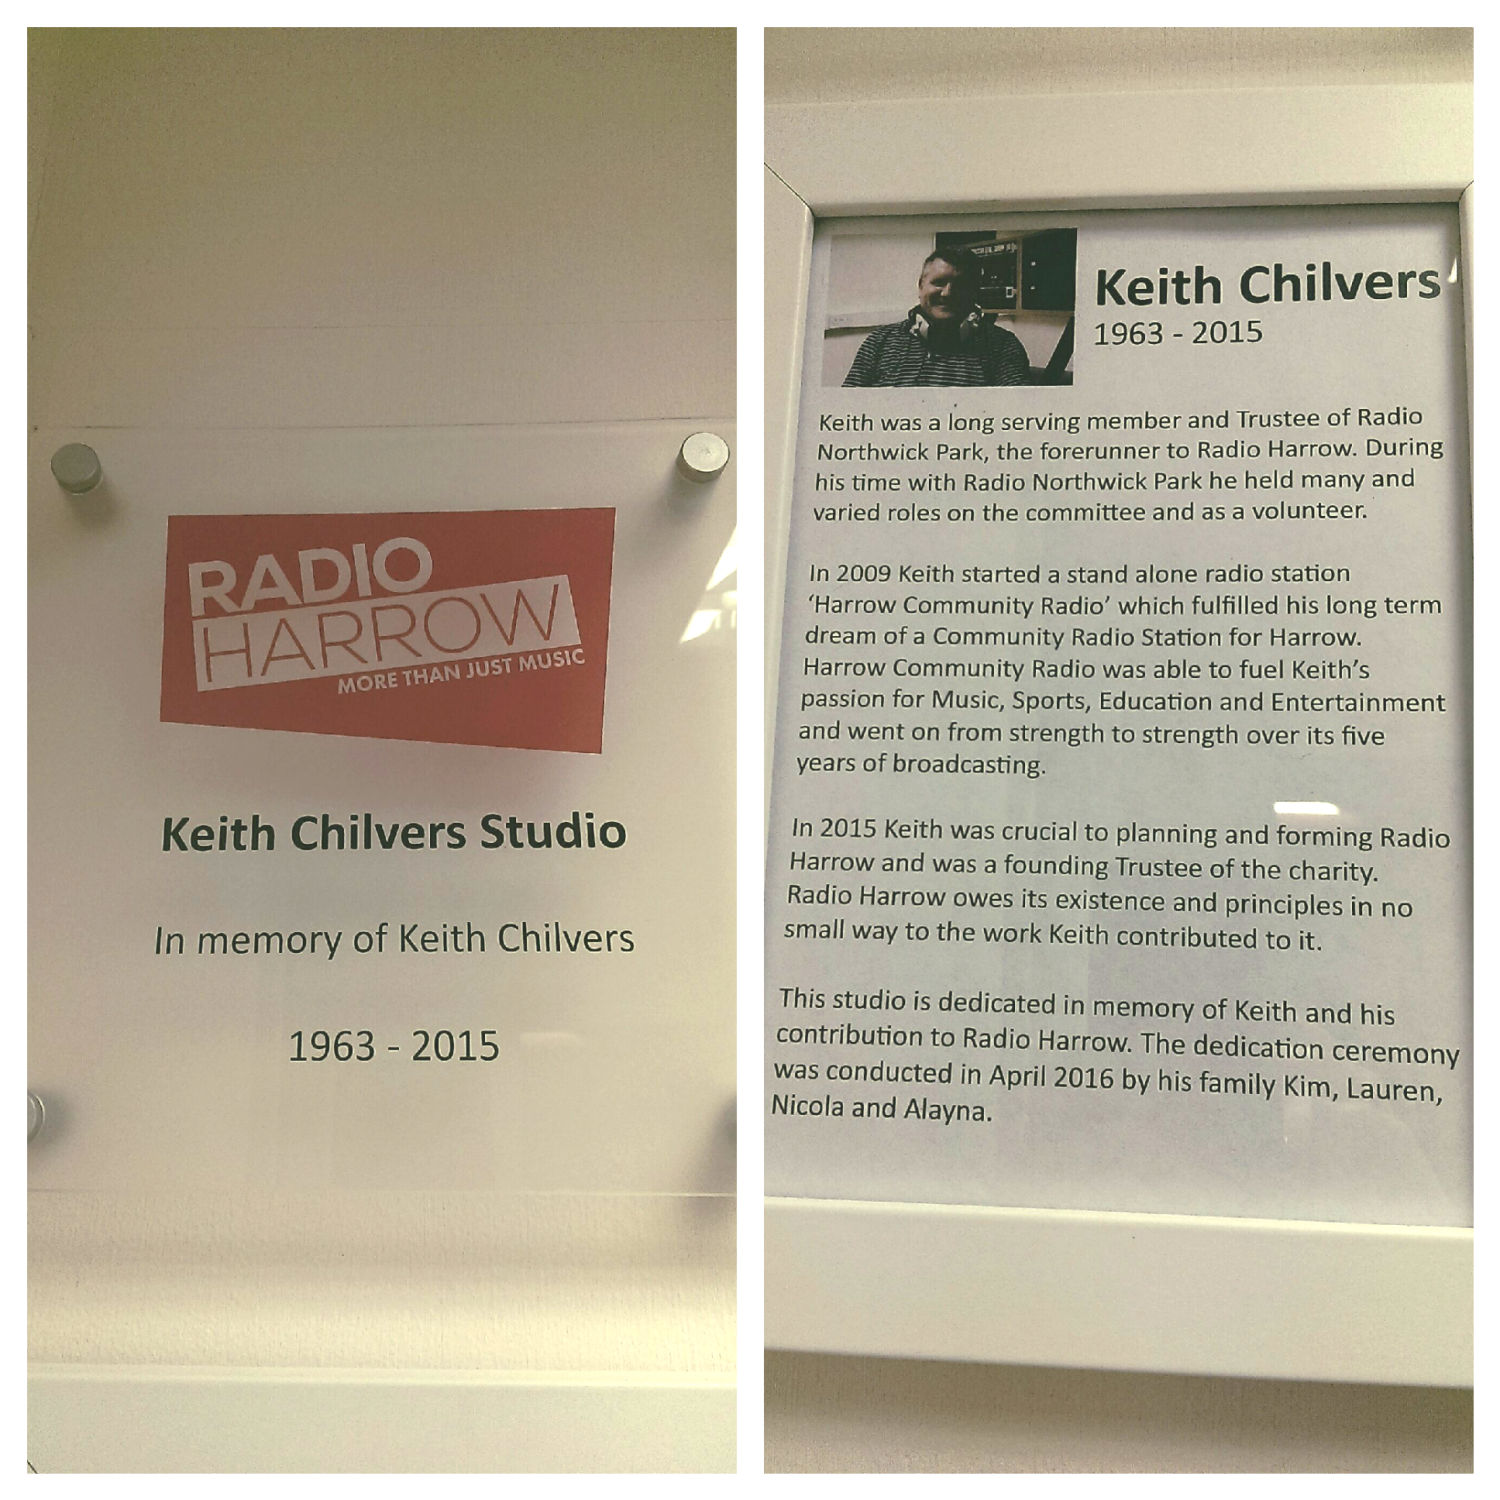 RADIO
HARROW
MORE THAN JUST MUSIC
Keith Chilvers Studio
In memory of Keith Chilvers
1963 - 2015
Keith Chilvers
1963 - 2015
Keith was a long serving member and Trustee of Radio
Northwick Park, the forerunner to Radio Harrow. During
his time with Radio Northwick Park he held many and
varied roles on the committee and as a volunteer.
In 2009 Keith started a stand alone radio station
‘Harrow Community Radio’ which fulfilled his long term
dream of a Community Radio Station for Harrow.
Harrow Community Radio was able to fuel Keith’s
passion for Music, Sports, Education and Entertainment
and went on from strength to strength over its five
years of broadcasting.
In 2015 Keith was crucial to planning and forming Radio
Harrow and was a founding Trustee of the charity.
Radio Harrow owes its existence and principles in no
small way to the work Keith contributed to it.
This studio is dedicated in memory of Keith and his
contribution to Radio Harrow. The dedication ceremony
was conducted in April 2016 by his family Kim, Lauren,
Nicola and Alayna.